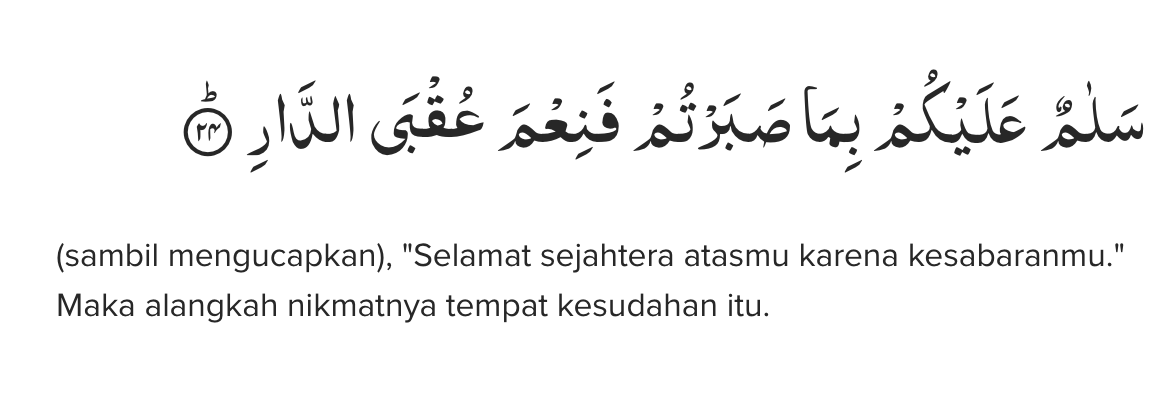 سَلٰمٌ عَلَيْكُمْ بِمَا صَبَرْتُمْ فَنِعْمَ عُقْبَى الدَّارِۗ ۝٢٤
(sambil mengucapkan), "Selamat sejahtera atasmu karena kesabaranmu."
Maka alangkah nikmatnya tempat kesudahan itu.